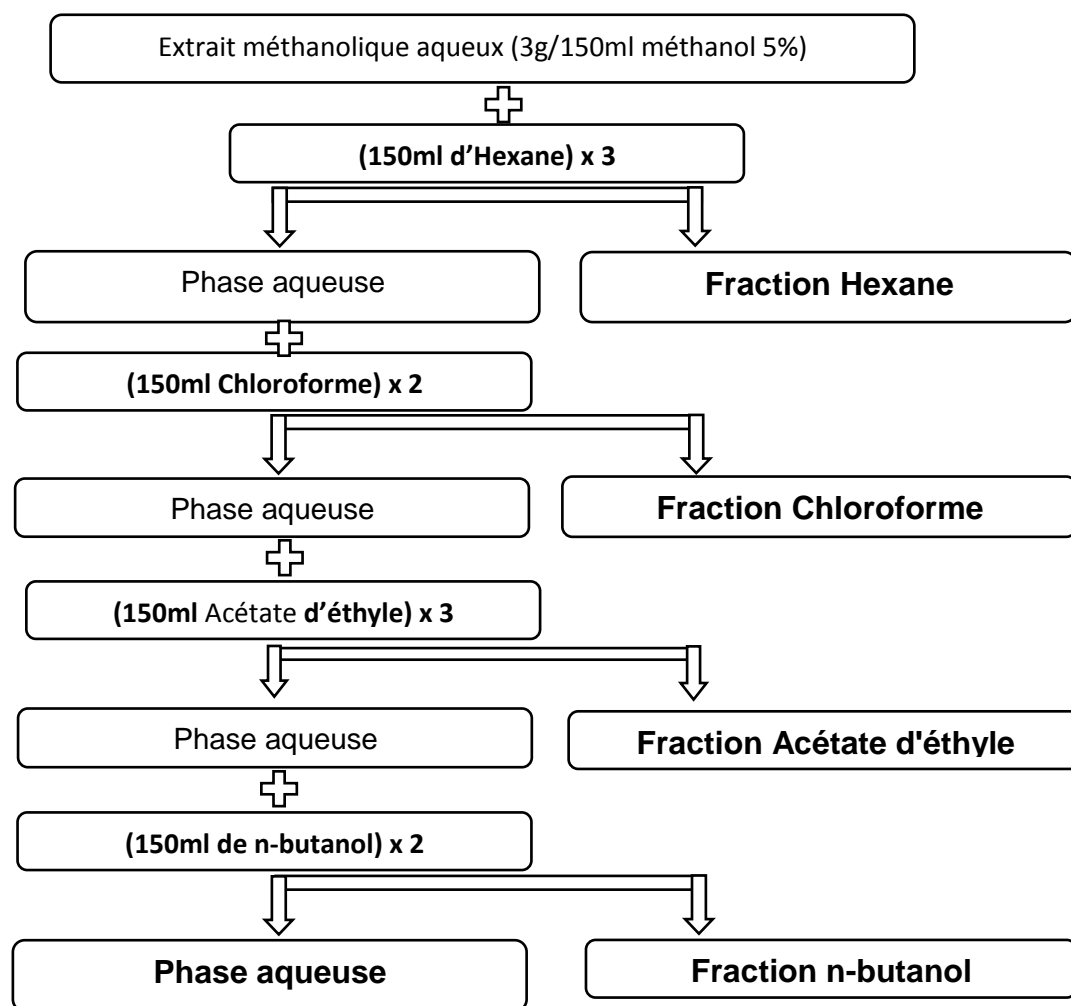 Extrait méthanolique aqueux (3g/150ml méthanol 5%)
(150ml d’Hexane) x 3
Phase aqueuse
Fraction Hexane
(150ml Chloroforme) x 2
Phase aqueuse
Fraction Chloroforme
(150ml Acétate d’éthyle) x 3
Phase aqueuse
Fraction Acétate d'éthyle
(150ml de n-butanol) x 2
Phase aqueuse
Fraction n-butanol